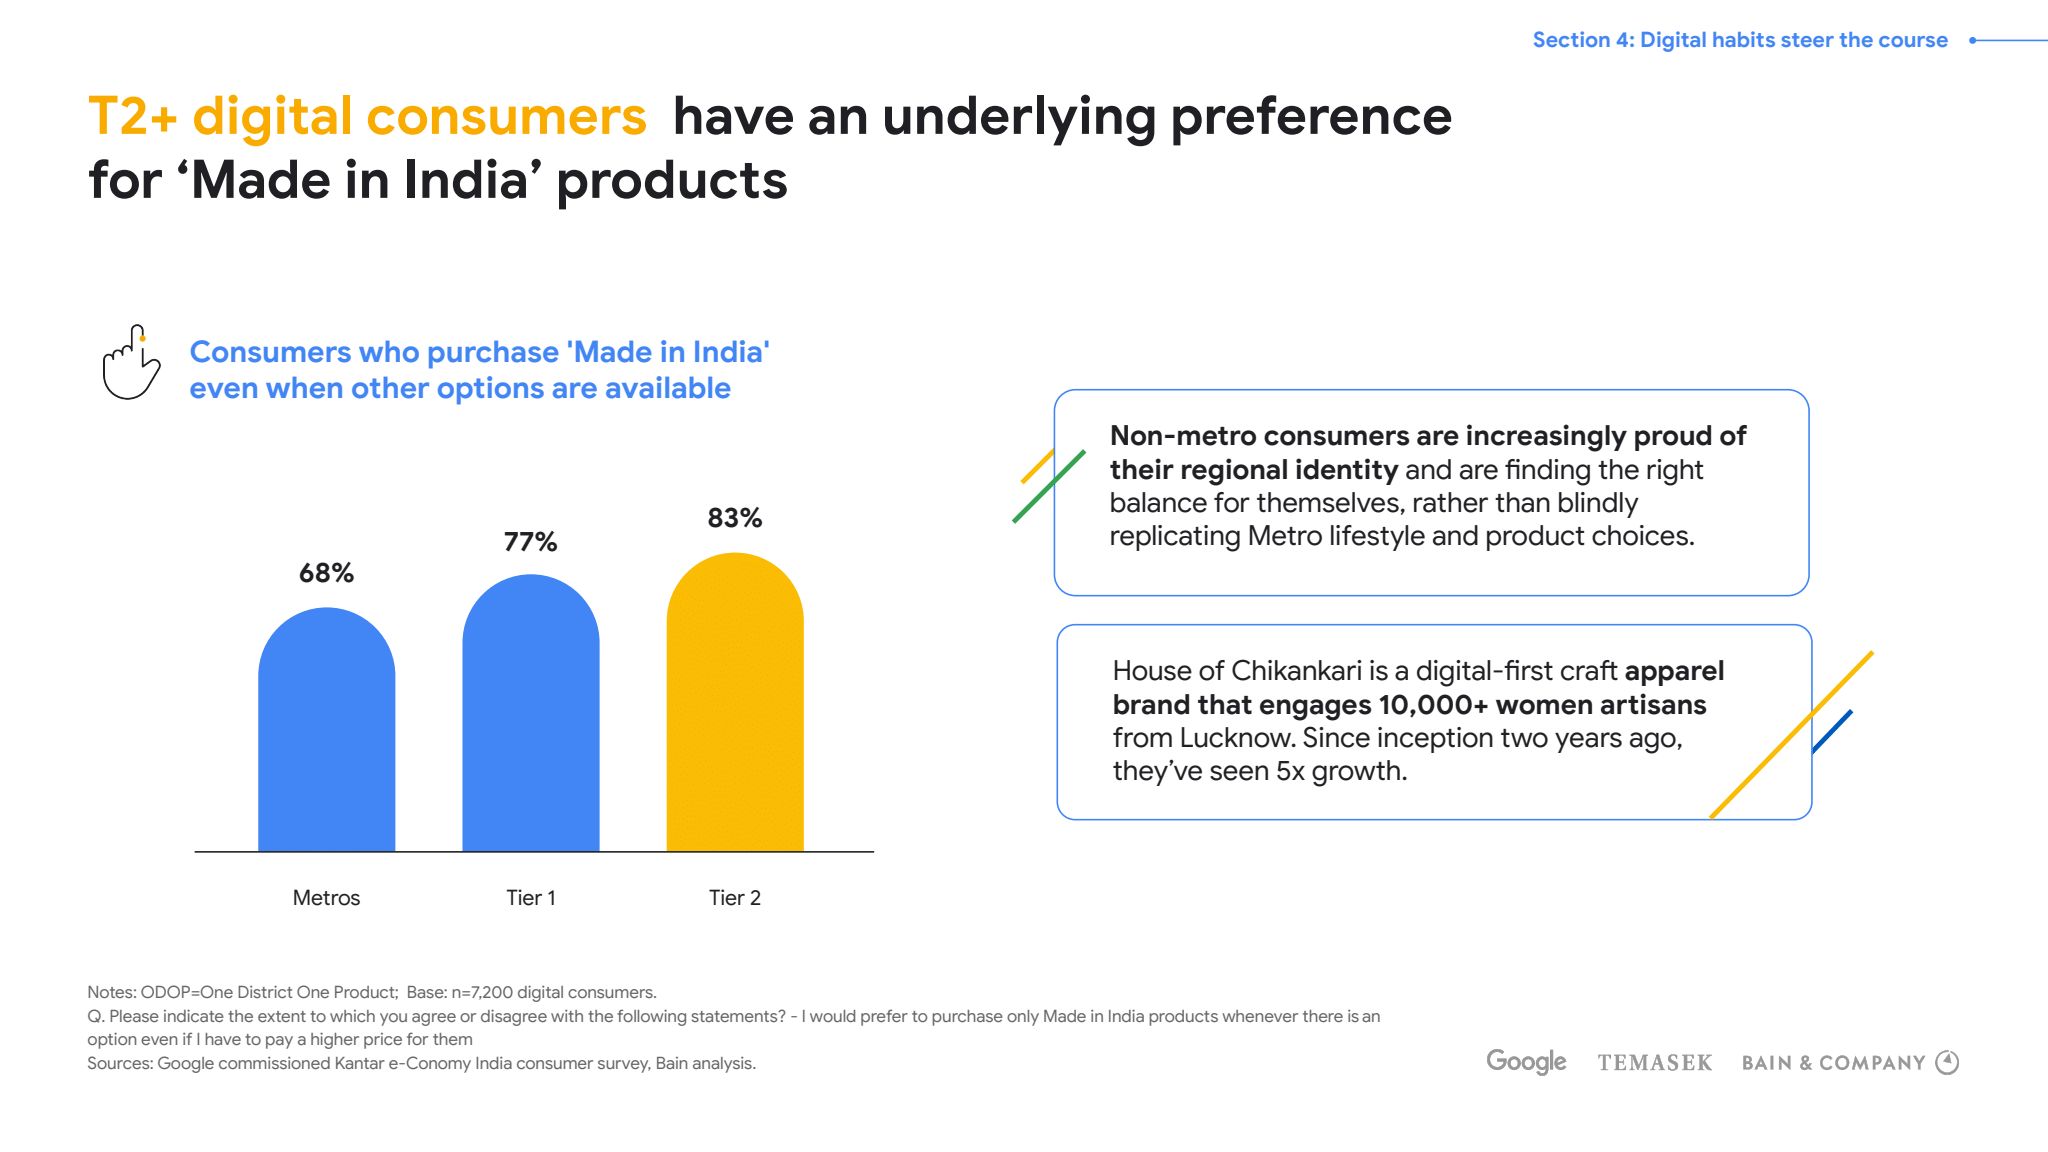 Section 4: Digital habits steer the course
T2+ digital consumers have an underlying preference
for ‘Made in India’ products
Consumers who purchase 'Made in India'
even when other options are available
68%
77%
83%
Metros
Tier 1
Tier 2
Non-metro consumers are increasingly proud of
their regional identity and are finding the right
balance for themselves, rather than blindly
replicating Metro lifestyle and product choices.
House of Chikankari is a digital-first craft apparel
brand that engages 10,000+ women artisans
from Lucknow. Since inception two years ago,
they’ve seen 5x growth.
Notes: ODOP=One District One Product; Base: n=7,200 digital consumers.
Q. Please indicate the extent to which you agree or disagree with the following statements? - I would prefer to purchase only Made in India products whenever there is an
option even if I have to pay a higher price for them
Sources: Google commissioned Kantar e-Conomy India consumer survey, Bain analysis.
Google TEMASEK BAIN & COMPANY